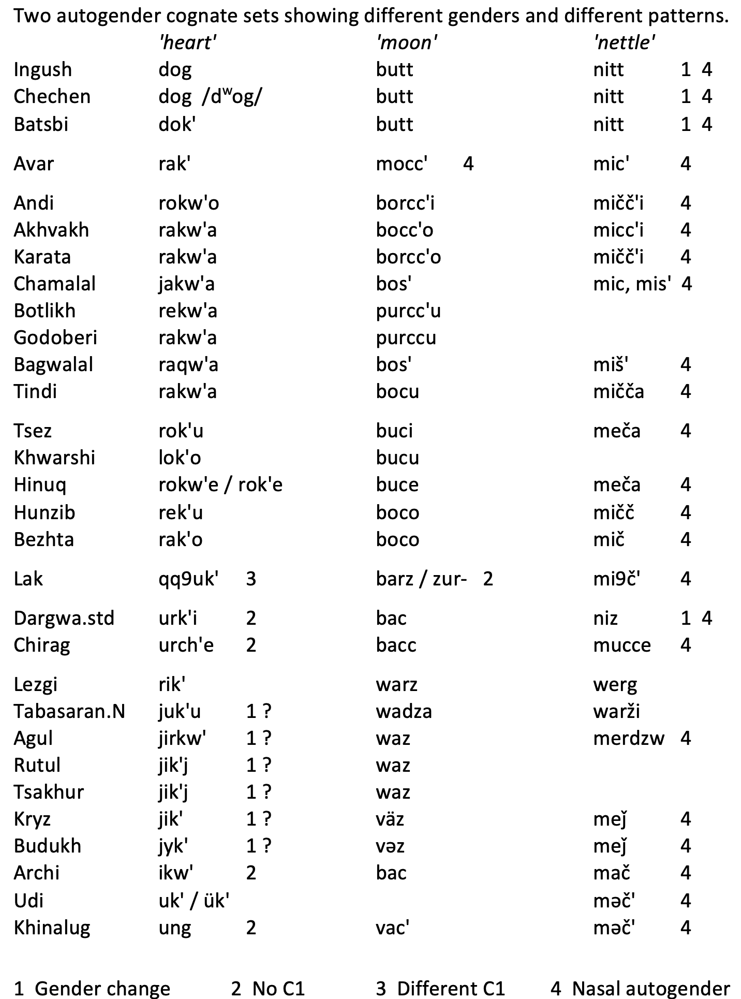 Two autogender cognate sets showing different genders and different patterns.
'heart' 'moon' 'nettle'
Ingush dog butt nitt 1 4
Chechen dog /dʷog/ butt nitt 1 4
Batsbi dok' butt nitt 1 4
Avar rak' mocc' 4 mic' 4
Andi rokw'o borcc'i mičč'i 4
Akhvakh rakw'a bocc'o micc'i 4
Karata rakw'a borcc'o mičč'i 4
Chamalal jakw'a bos' mic, mis' 4
Botlikh rekw'a purcc'u
Godoberi rakw'a purccu
Bagwalal raqw'a bos' miš' 4
Tindi rakw'a bocu mičča 4
Tsez rok'u buci meča 4
Khwarshi lok'o bucu
Hinuq rokw'e / rok'e buce meča 4
Hunzib rek'u boco mičč 4
Bezhta rak'o boco mič 4
Lak qq9uk' 3 barz / zur- 2 mi9č' 4
Dargwa.std urk'i 2 bac niz 1 4
Chirag urch'e 2 bacc mucce 4
Lezgi rik' warz werg
Tabasaran.N juk'u 1 ? wadza warži
Agul jirkw' 1 ? waz merdzw 4
Rutul jik'j 1 ? waz
Tsakhur jik'j 1 ? waz
Kryz jik' 1 ? väz meǰ 4
Budukh jyk' 1 ? vəz meǰ 4
Archi ikw' 2 bac mač 4
Udi uk' / ük' məč' 4
Khinalug ung 2 vac' məč' 4
1 Gender change 2 No C1 3 Different C1 4 Nasal autogender